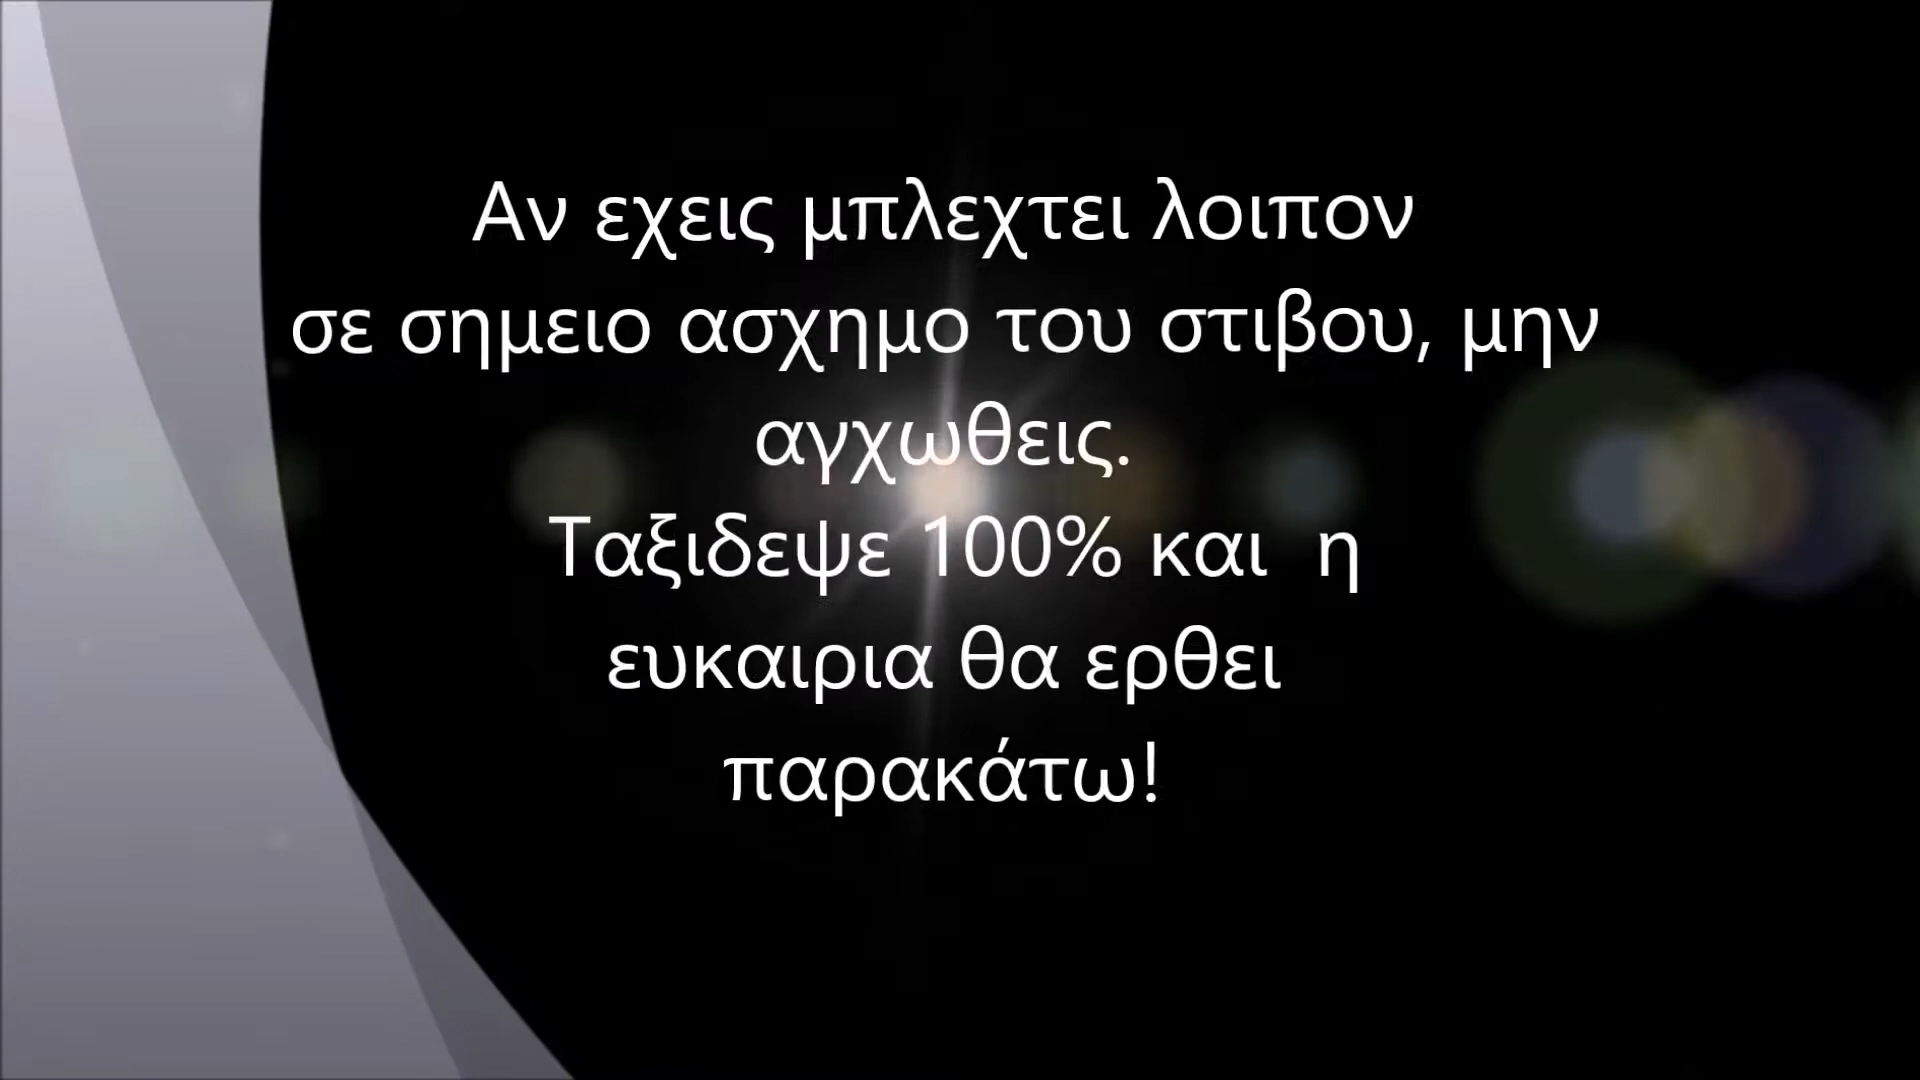 Αν εχεις μπλεχτει λοιπον
σε σημειο ασχημο του στιβου, μην
αγχωθεις.
Ταξιδεψε 100% και  η
ευκαιρια θα ερθει
παρακάτω!